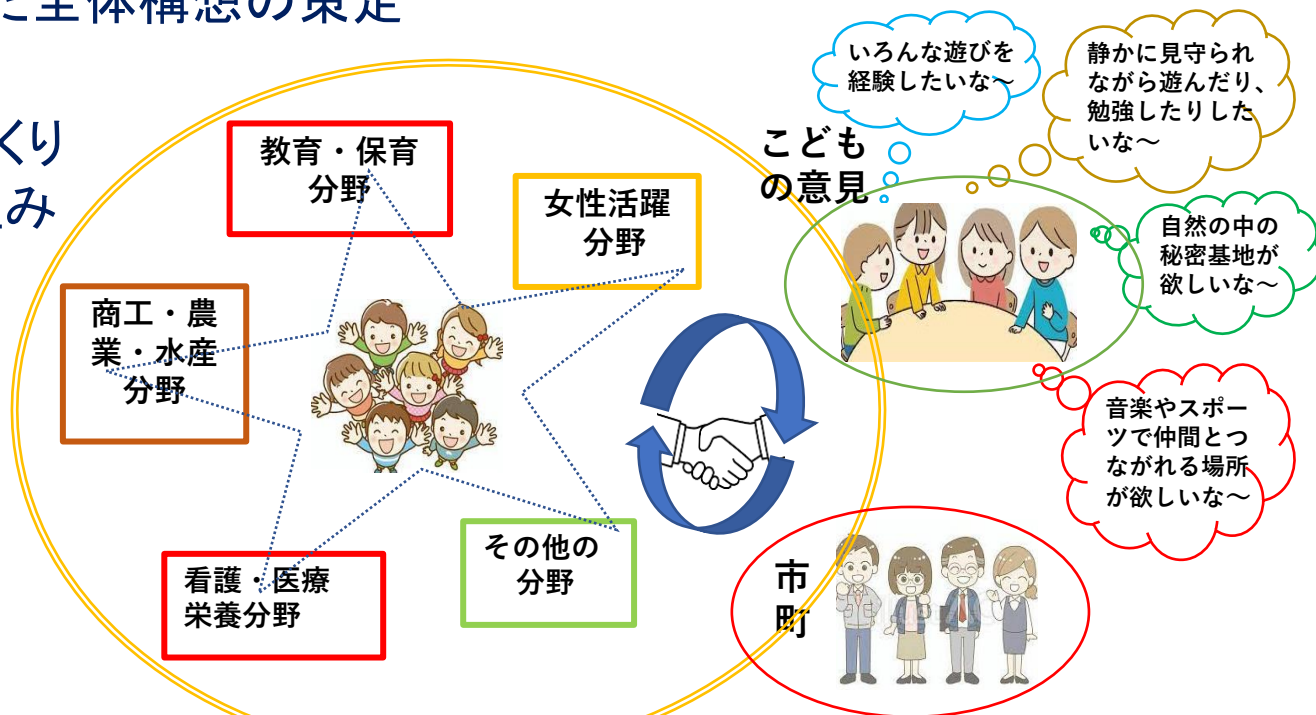 た全体構想の策定
くり
み
教育・保育
分野
女性活躍
分野
商工・農
業・水産
分野
看護・医療
栄養分野
その他の
分野
こども
の意見
いろんな遊びを
経験したいな～
静かに見守られ
ながら遊んだり、
勉強したりした
いな～
自然の中の
秘密基地が
欲しいな～
音楽やスポー
ツで仲間とつ
ながれる場所
が欲しいな～
市
町